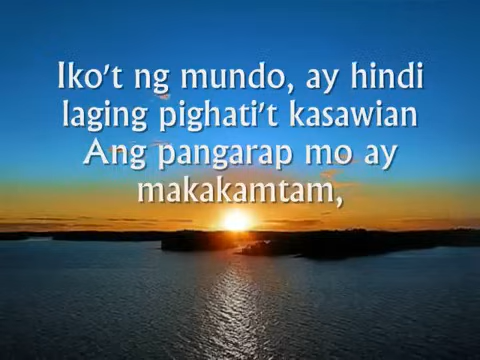 Iko't ng mundo, ay hindi
laging pighati't kasawian
Ang pangarap mo ay
makakamtam,